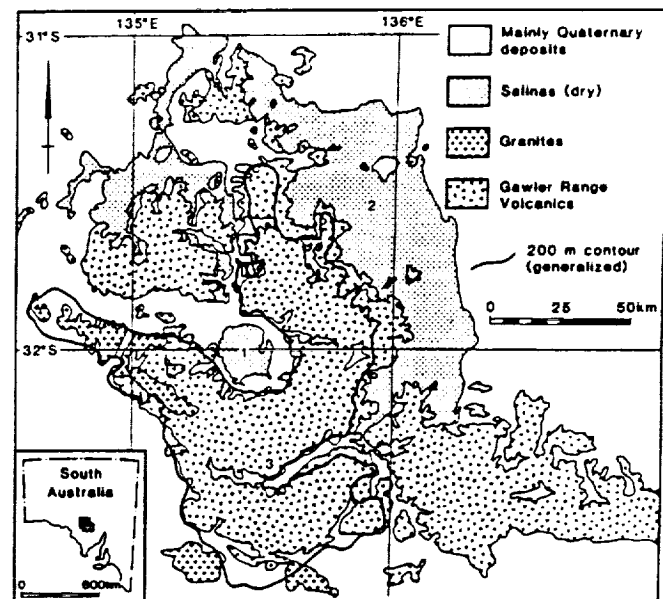 135°E
136°E
31°S
Mainly Quaternary
deposits
Salinas (dry)
Granites
Gawler Range
Volcanics
2
200 m contour
(generalized)
0 25 50km
32°S
1
3
South
Australia
0 600km